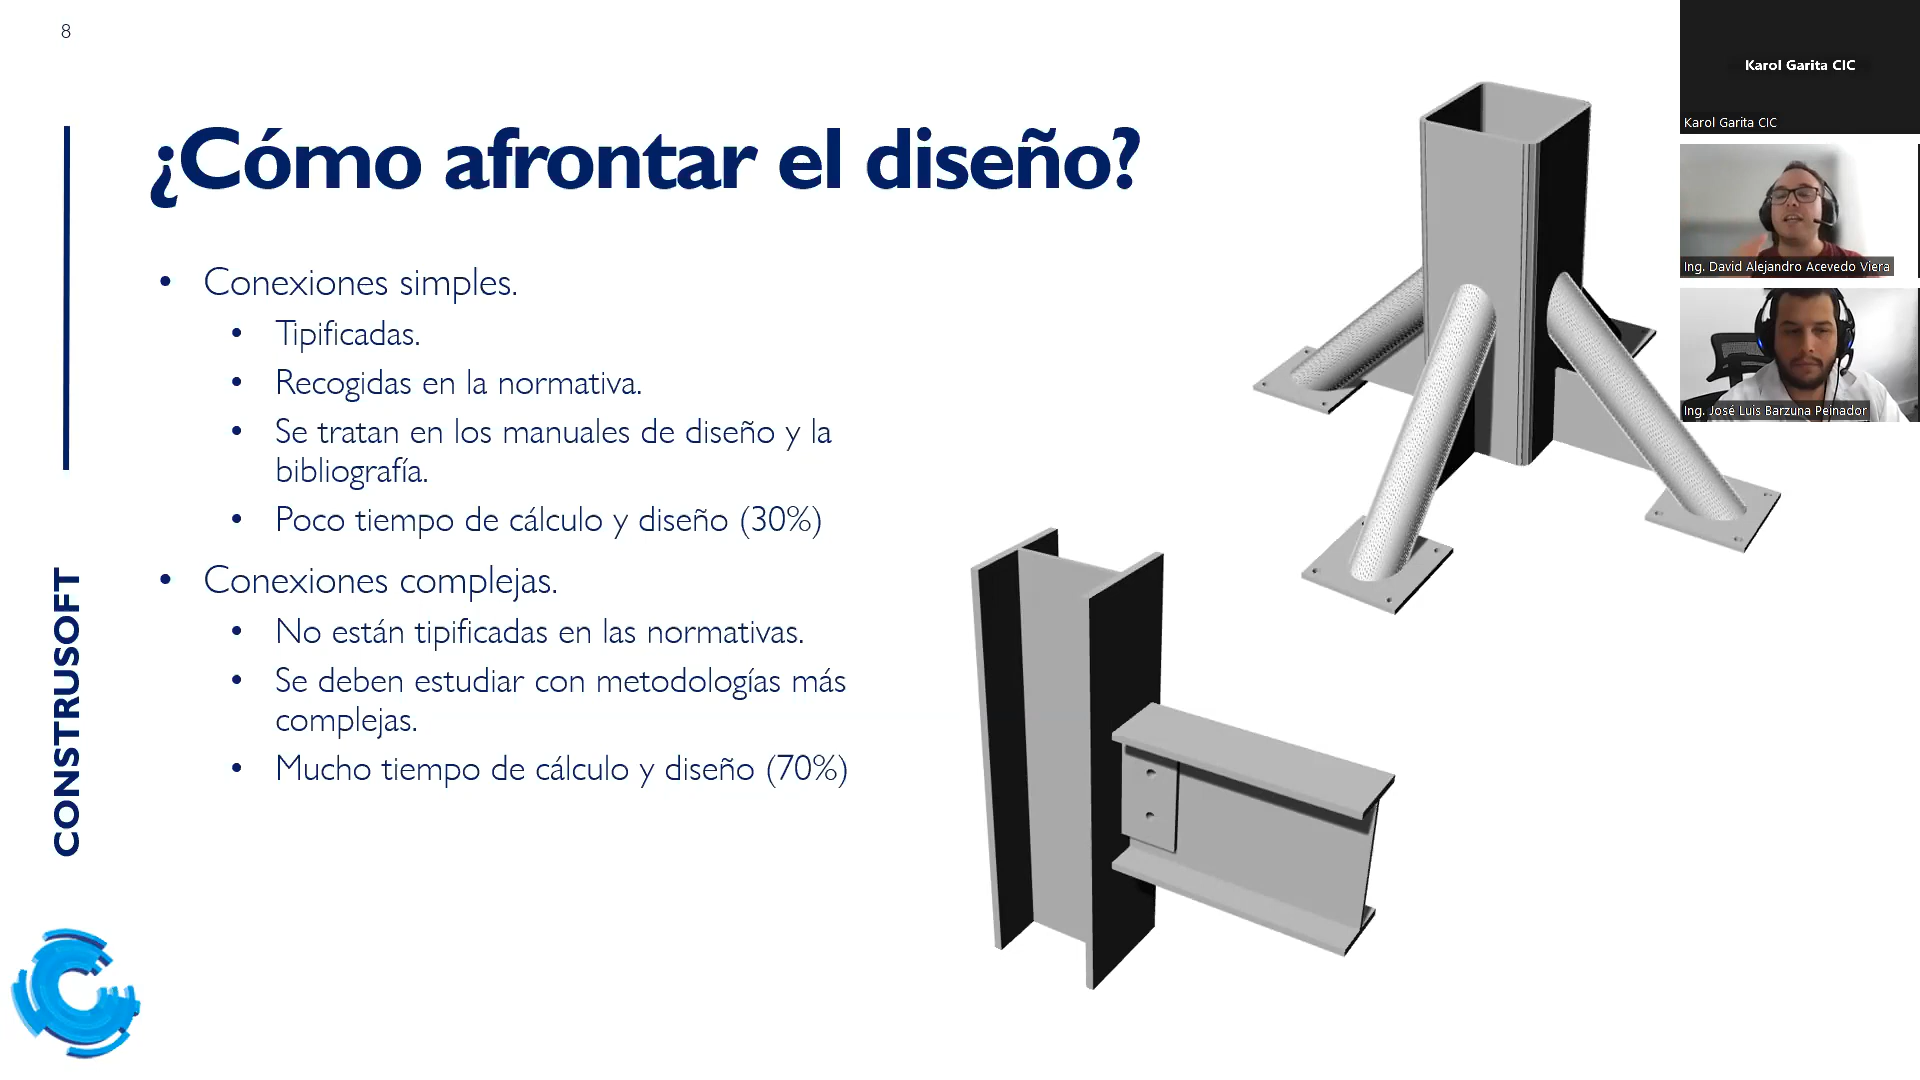 8
¿Cómo afrontar el diseño?
• Conexiones simples.
• Tipificadas.
• Recogidas en la normativa.
• Se tratan en los manuales de diseño y la
bibliografía.
• Poco tiempo de cálculo y diseño (30%)
• Conexiones complejas.
• No están tipificadas en las normativas.
• Se deben estudiar con metodologías más
complejas.
• Mucho tiempo de cálculo y diseño (70%)
CONSTRUSOFT
Karol Garita CIC
Karol Garita CIC
Ing. David Alejandro Acevedo Viera
Ing. José Luis Barzuna Peinador